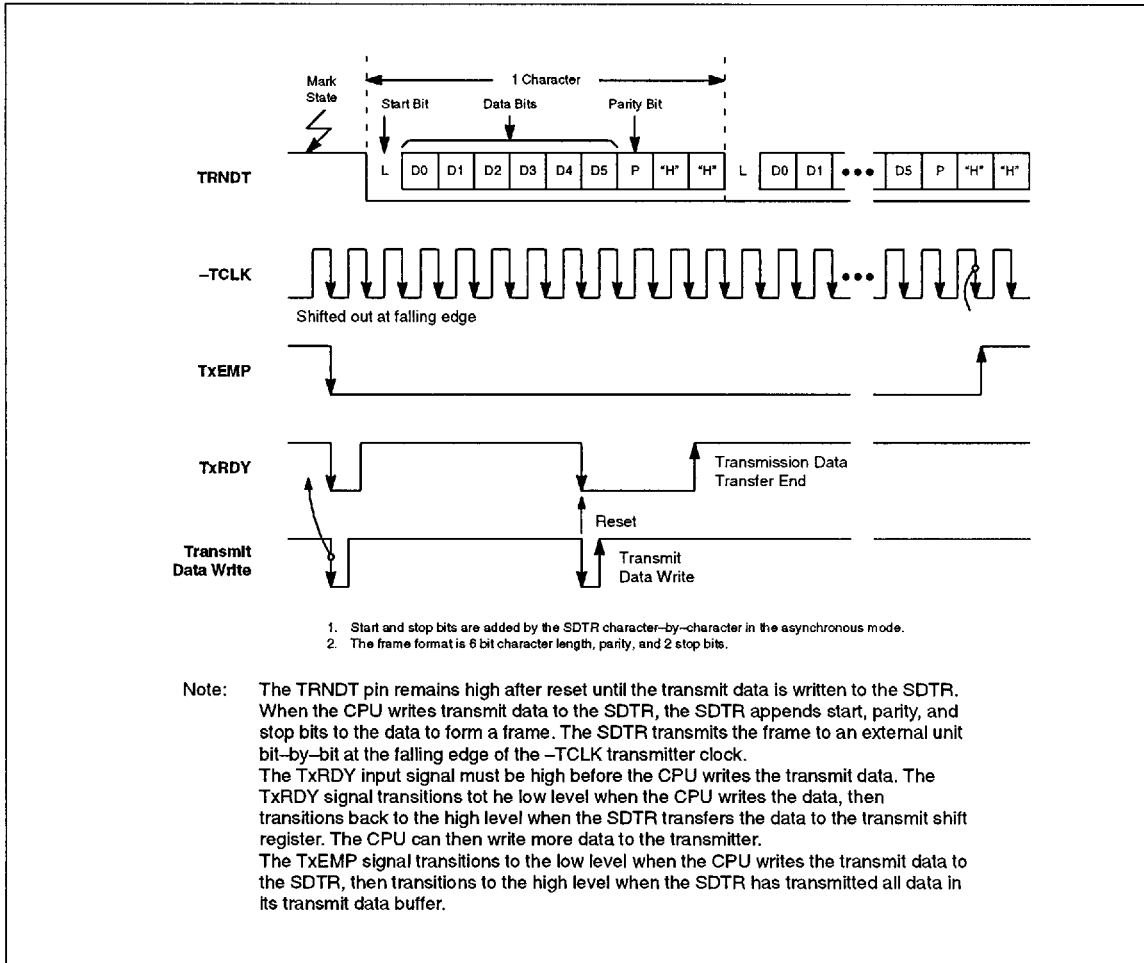 1 Character
Mark
State
Start Bit
Data Bits
Parity Bit
TRNDT
L D0 D1 D2 D3 D4 D5 P "H" "H" L D0 D1 ••• D5 P "H" "H"
–TCLK
•••
Shifted out at falling edge
TxEMP
TxRDY
Transmission Data
Transfer End
Reset
Transmit
Data Write
Transmit
Data Write
1. Start and stop bits are added by the SDTR character–by–character in the asynchronous mode.
2. The frame format is 6 bit character length, parity, and 2 stop bits.
Note: The TRNDT pin remains high after reset until the transmit data is written to the SDTR.
When the CPU writes transmit data to the SDTR, the SDTR appends start, parity, and
stop bits to the data to form a frame. The SDTR transmits the frame to an external unit
bit–by–bit at the falling edge of the –TCLK transmitter clock.
The TxRDY input signal must be high before the CPU writes the transmit data. The
TxRDY signal transitions tot he low level when the CPU writes the data, then
transitions back to the high level when the SDTR transfers the data to the transmit shift
register. The CPU can then write more data to the transmitter.
The TxEMP signal transitions to the low level when the CPU writes the transmit data to
the SDTR, then transitions to the high level when the SDTR has transmitted all data in
its transmit data buffer.